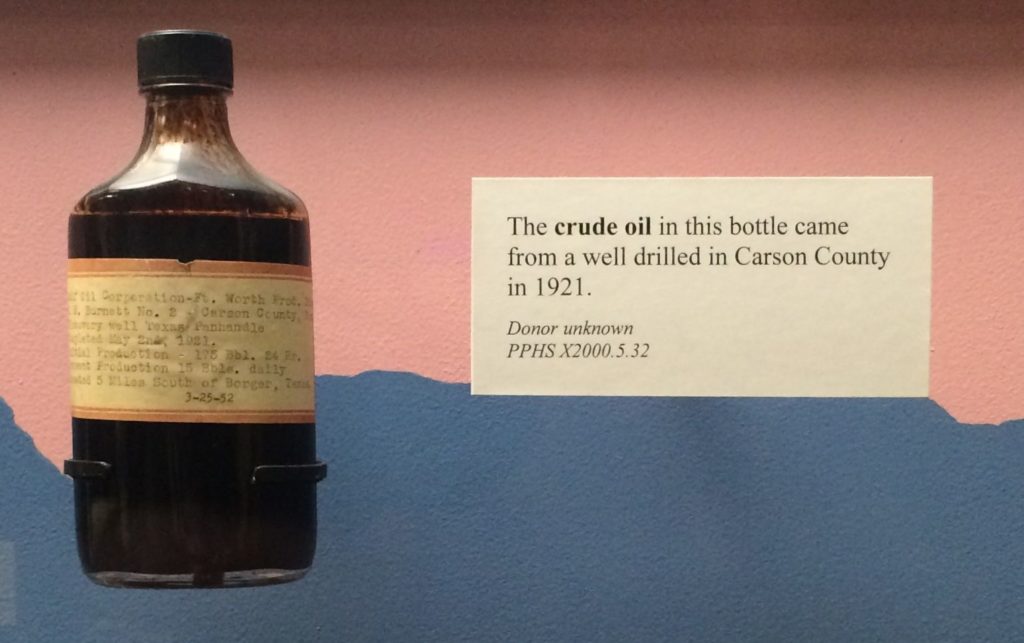 Oil Corporation-Ft. Worth Prod.
Burnett No. 2 - Carson County,
well Texas Panhandle
May 2nd, 1921.
Production - 175 Bbl. 24 Hr.
Production 15 Bbls. daily
5 Miles South of Borger, Texas
3-25-52
The crude oil in this bottle came
from a well drilled in Carson County
in 1921.
Donor unknown
PPHS X2000.5.32